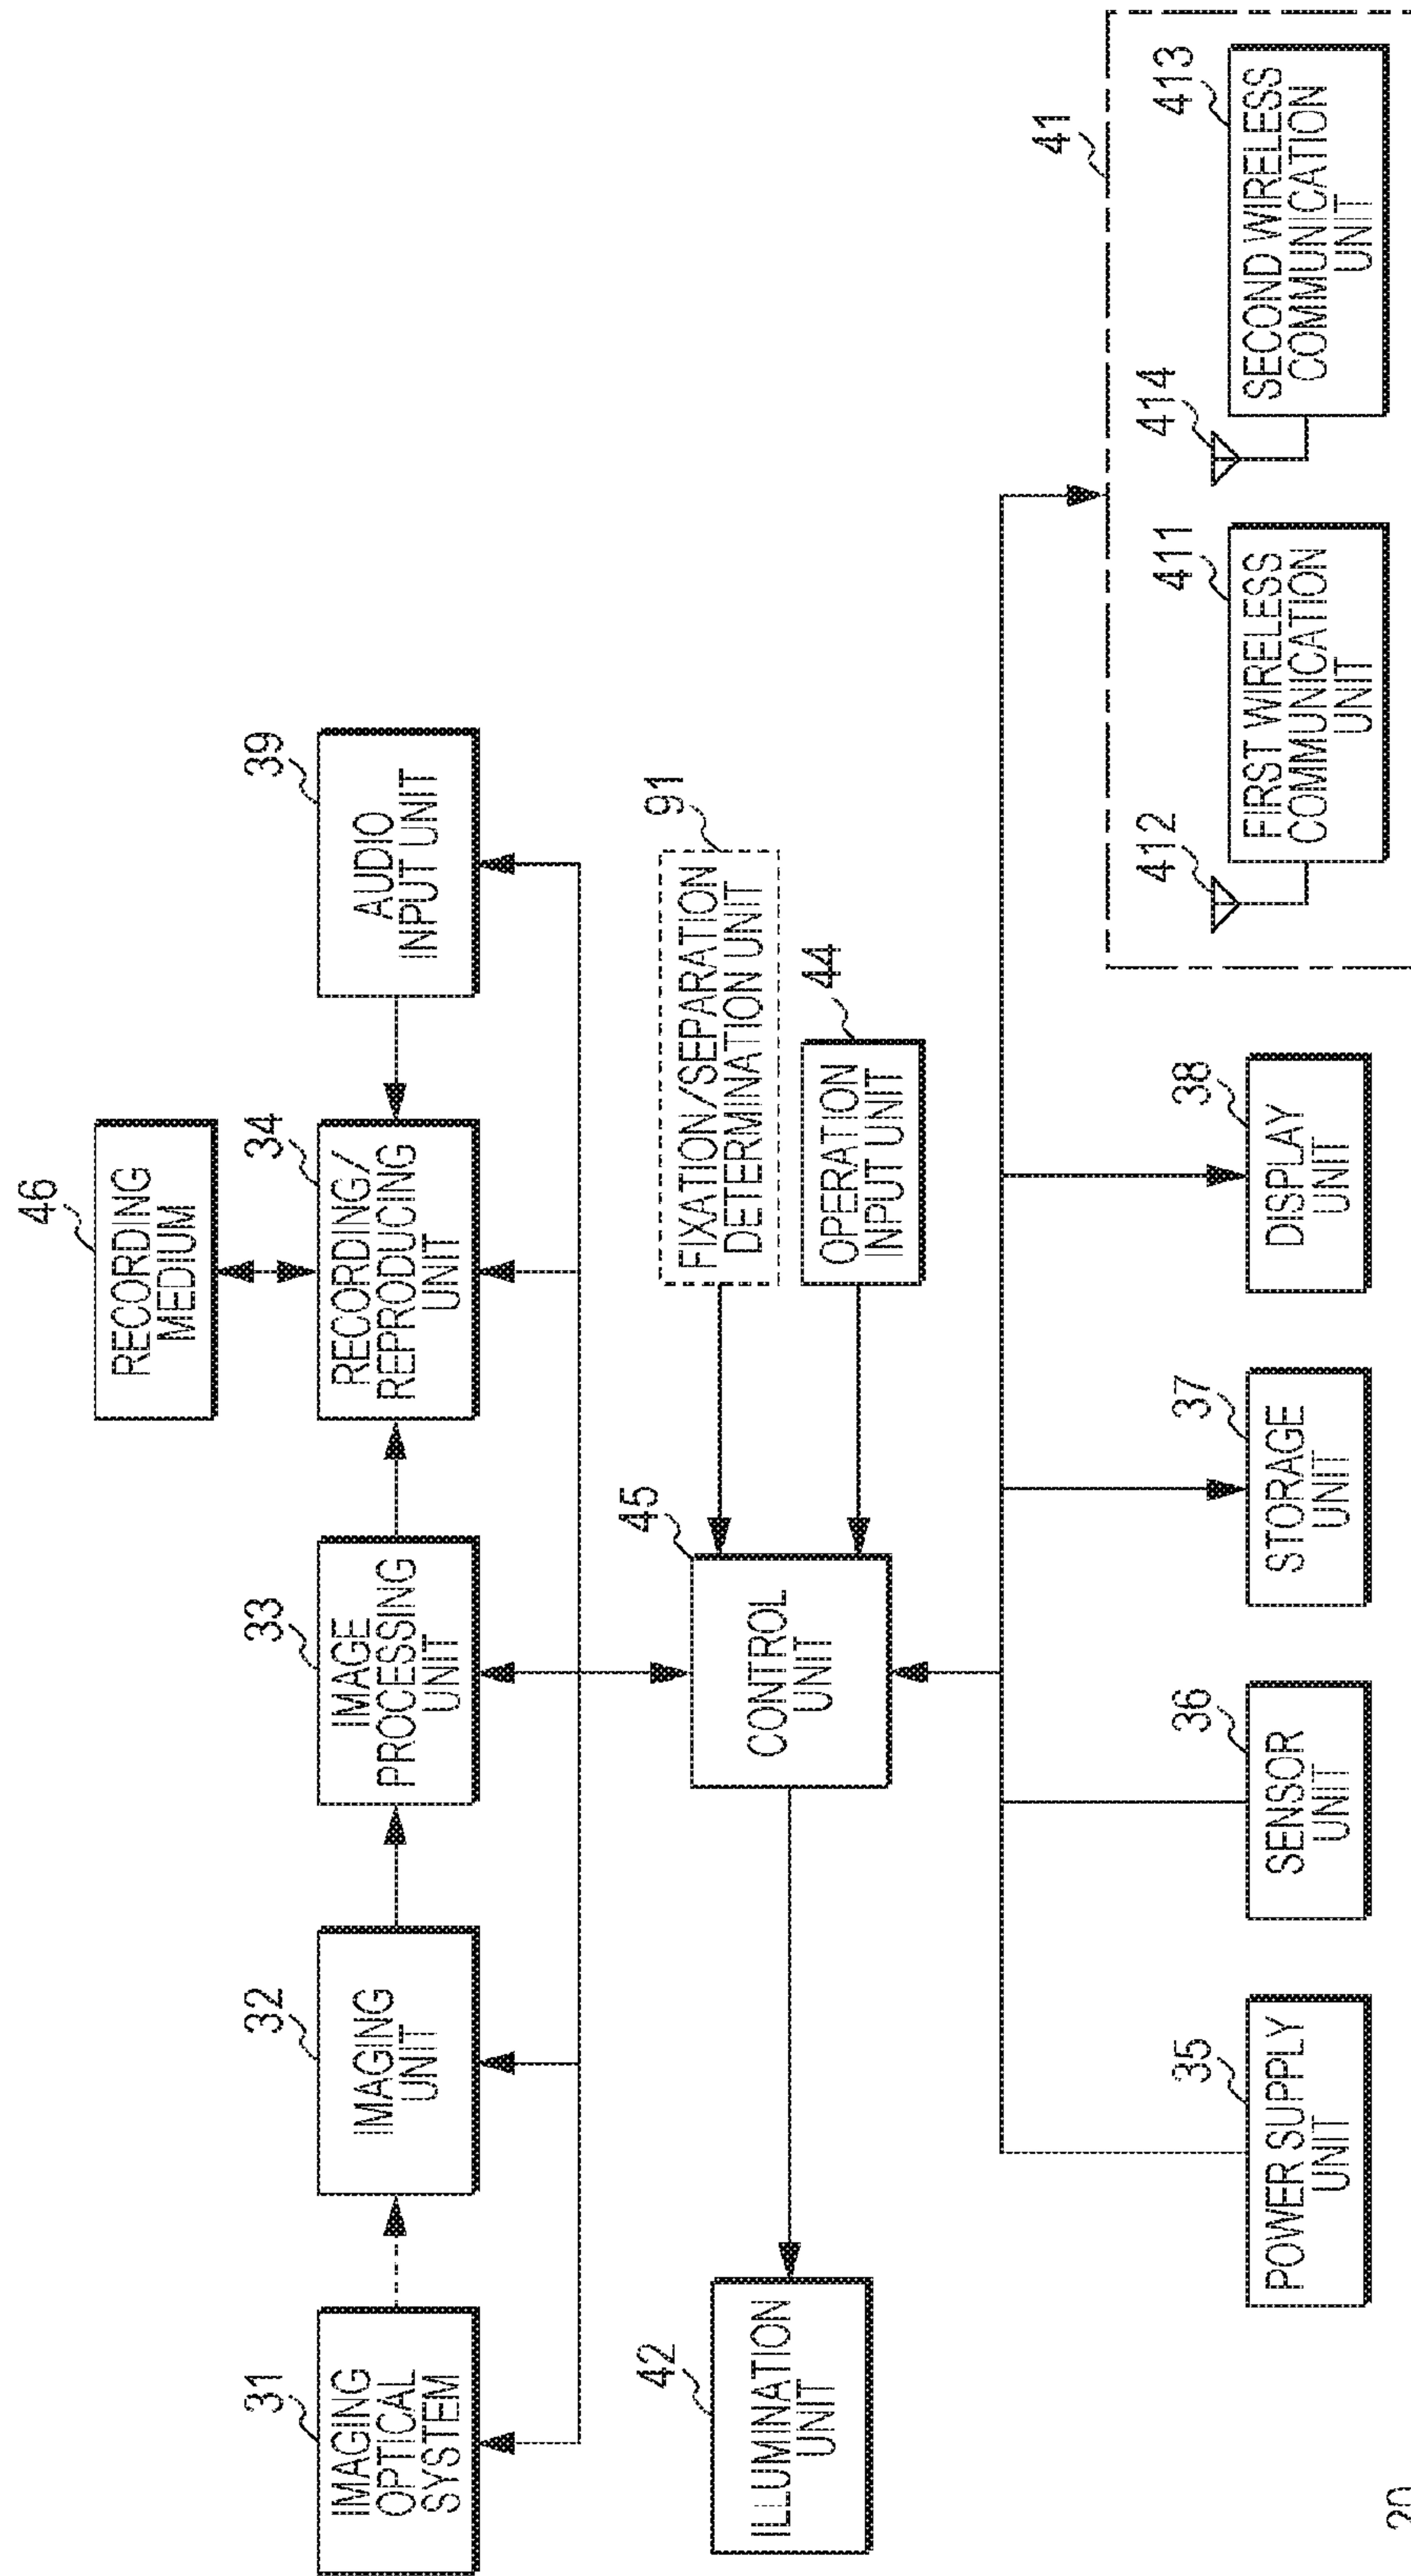 46
RECORDING
MEDIUM
31
IMAGING
OPTICAL
SYSTEM
32
IMAGING
UNIT
33
IMAGE
PROCESSING
UNIT
34
RECORDING/
REPRODUCING
UNIT
39
AUDIO
INPUT UNIT
42
ILLUMINATION
UNIT
45
CONTROL
UNIT
91
FIXATION/SEPARATION
DETERMINATION UNIT
44
OPERATION
INPUT UNIT
35
POWER SUPPLY
UNIT
36
SENSOR
UNIT
37
STORAGE
UNIT
38
DISPLAY
UNIT
41
412
411
FIRST WIRELESS
COMMUNICATION
UNIT
414
413
SECOND WIRELESS
COMMUNICATION
UNIT